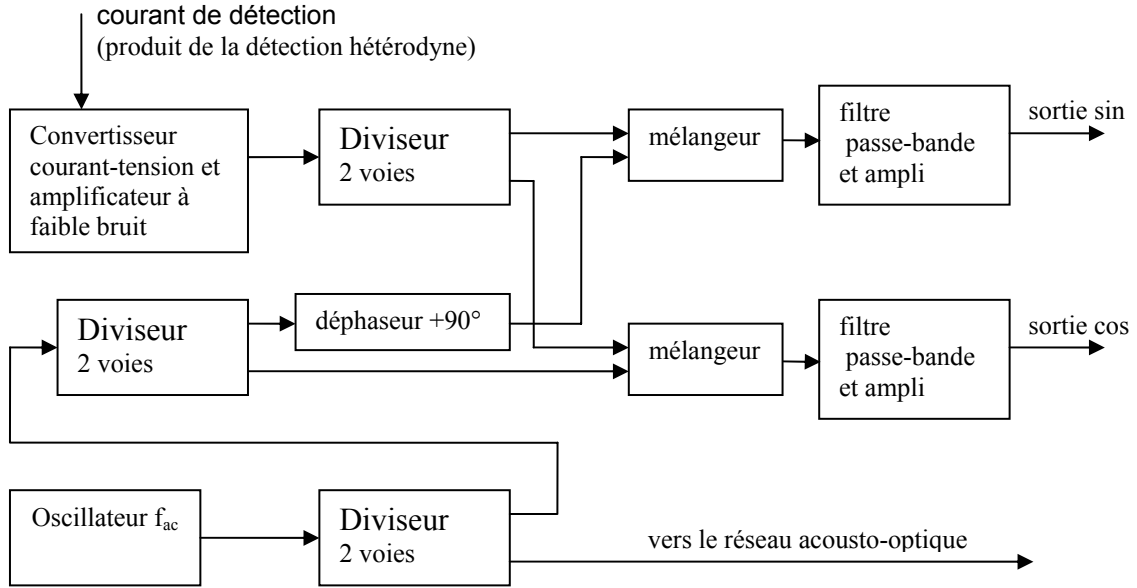 courant de détection
(produit de la détection hétérodyne)
Convertisseur
courant-tension et
amplificateur à
faible bruit
Diviseur
2 voies
mélangeur
filtre
passe-bande
et ampli
sortie sin
Diviseur
2 voies
déphaseur +90°
mélangeur
filtre
passe-bande
et ampli
sortie cos
Oscillateur fac
Diviseur
2 voies
vers le réseau acousto-optique